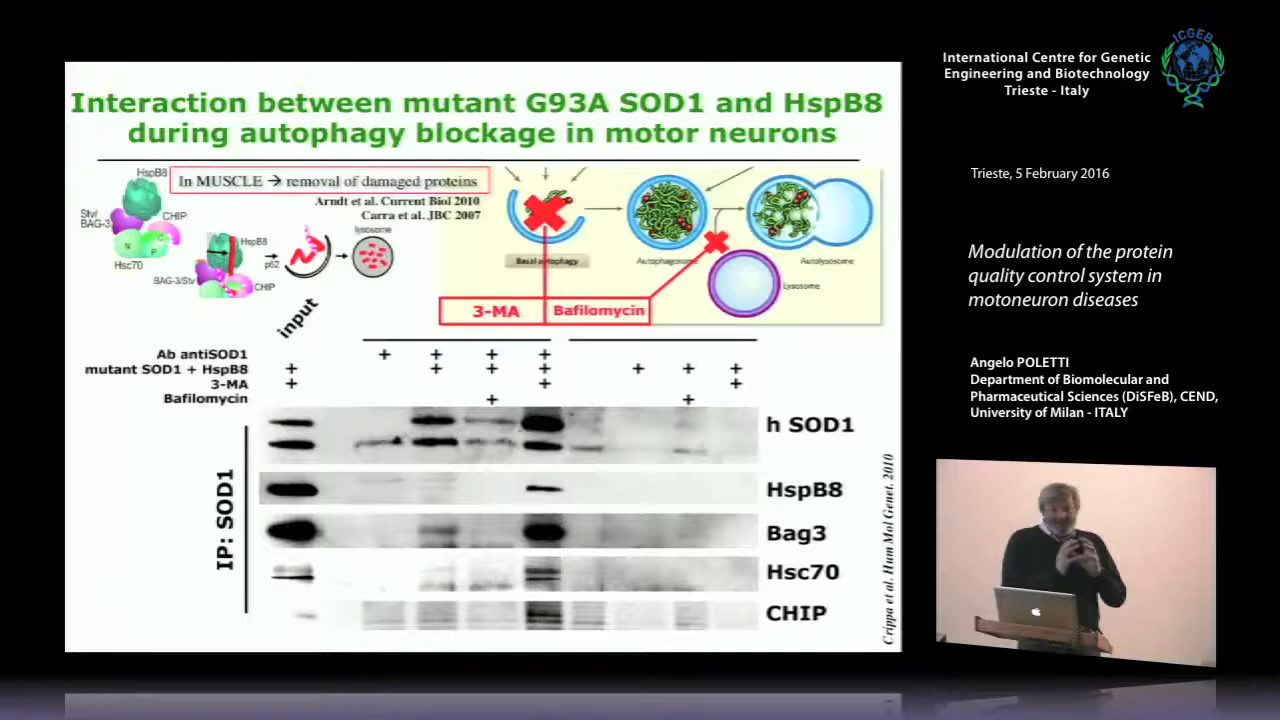 Interaction between mutant G93A SOD1 and HspB8
during autophagy blockage in motor neurons
HspB8
In MUSCLE → removal of damaged proteins
Arndt et al. Current Biol 2010
Carra et al. JBC 2007
Stv/
BAG-3
CHIP
N
C
P
Hsc70
HspB8
p62
lysosome
BAG-3/Stv
CHIP
Basal autophagy
Autophagosome
Autolysosome
Lysosome
3-MA
Bafilomycin
input
Ab antiSOD1 + + + +
mutant SOD1 + HspB8 + + + + + + +
3-MA + + +
Bafilomycin + +
IP: SOD1
h SOD1
HspB8
Bag3
Hsc70
CHIP
Crippa et al. Hum Mol Genet. 2010
ICGEB
International Centre for Genetic
Engineering and Biotechnology
Trieste - Italy
Trieste, 5 February 2016
Modulation of the protein
quality control system in
motoneuron diseases
Angelo POLETTI
Department of Biomolecular and
Pharmaceutical Sciences (DiSFeB), CEND,
University of Milan - ITALY